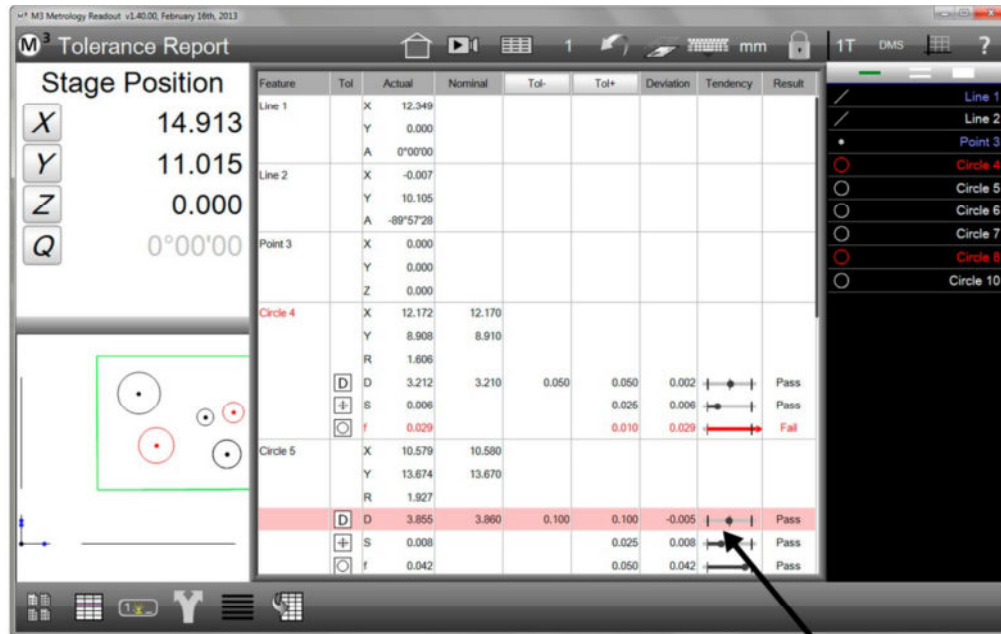 M³ M3 Metrology Readout v1.40.00, February 16th, 2013
M³ Tolerance Report 1 mm 1T DMS ?
Stage Position
X 14.913
Y 11.015
Z 0.000
Q 0°00'00
Feature Tol Actual Nominal Tol- Tol+ Deviation Tendency Result
Line 1 X 12.349
Y 0.000
A 0°00'00
Line 2 X -0.007
Y 10.105
A -89°57'28
Point 3 X 0.000
Y 0.000
Z 0.000
Circle 4 X 12.172 12.170
Y 8.908 8.910
R 1.606
D D 3.212 3.210 0.050 0.050 0.002 Pass
S 0.006 0.025 0.006 Pass
f 0.029 0.010 0.029 Fail
Circle 5 X 10.579 10.580
Y 13.674 13.670
R 1.927
D D 3.855 3.860 0.100 0.100 -0.005 Pass
S 0.008 0.025 0.008 Pass
f 0.042 0.050 0.042 Pass
Line 1
Line 2
Point 3
Circle 4
Circle 5
Circle 6
Circle 7
Circle 8
Circle 10